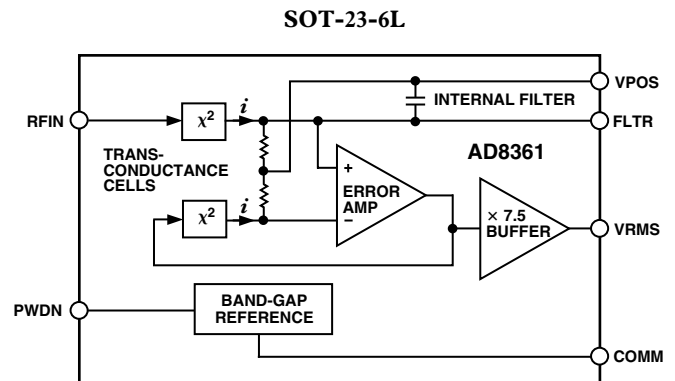 SOT-23-6L
VPOS
INTERNAL FILTER
RFIN
χ² i
FLTR
TRANS-
CONDUCTANCE
CELLS
AD8361
+
ERROR
AMP
−
χ² i
× 7.5
BUFFER
VRMS
PWDN
BAND-GAP
REFERENCE
COMM